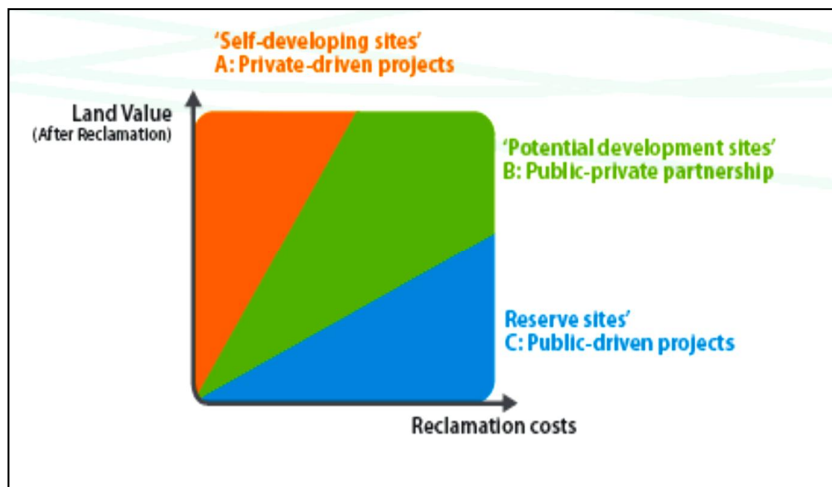 ‘Self-developing sites’
A: Private-driven projects
Land Value
(After Reclamation)
‘Potential development sites’
B: Public-private partnership
Reserve sites’
C: Public-driven projects
Reclamation costs